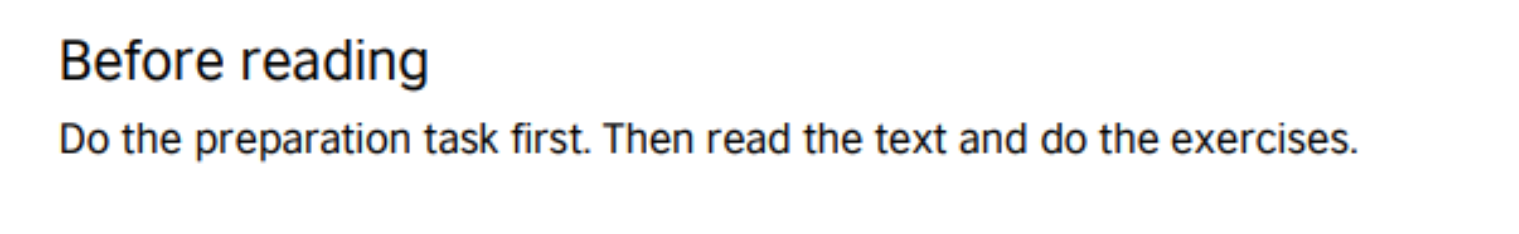 Before reading
Do the preparation task first. Then read the text and do the exercises.